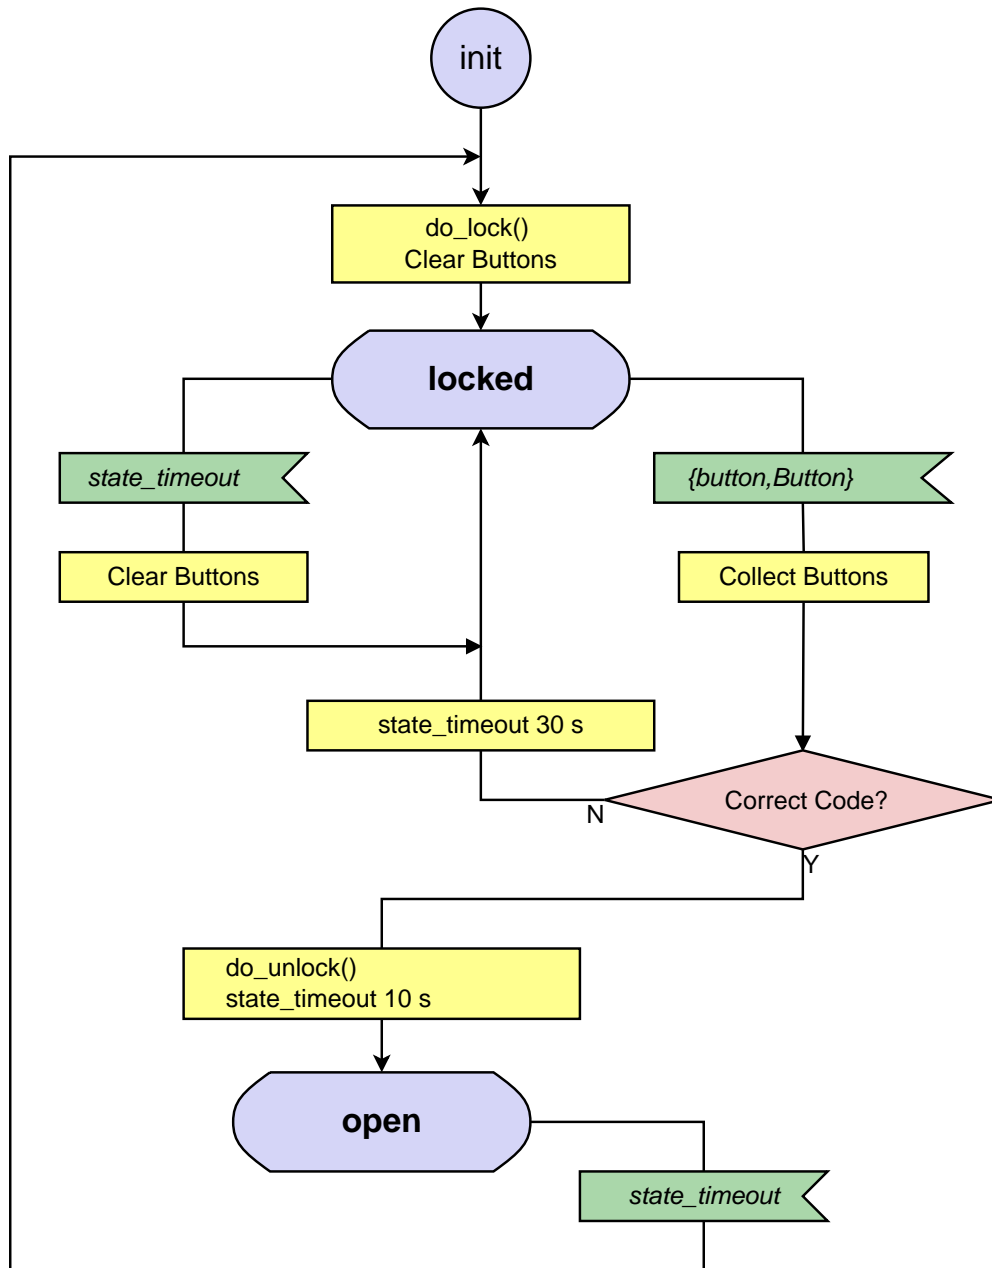 init
do_lock()
Clear Buttons
locked
state_timeout
{button,Button}
Clear Buttons
Collect Buttons
state_timeout 30 s
Correct Code?
N
Y
do_unlock()
state_timeout 10 s
open
state_timeout